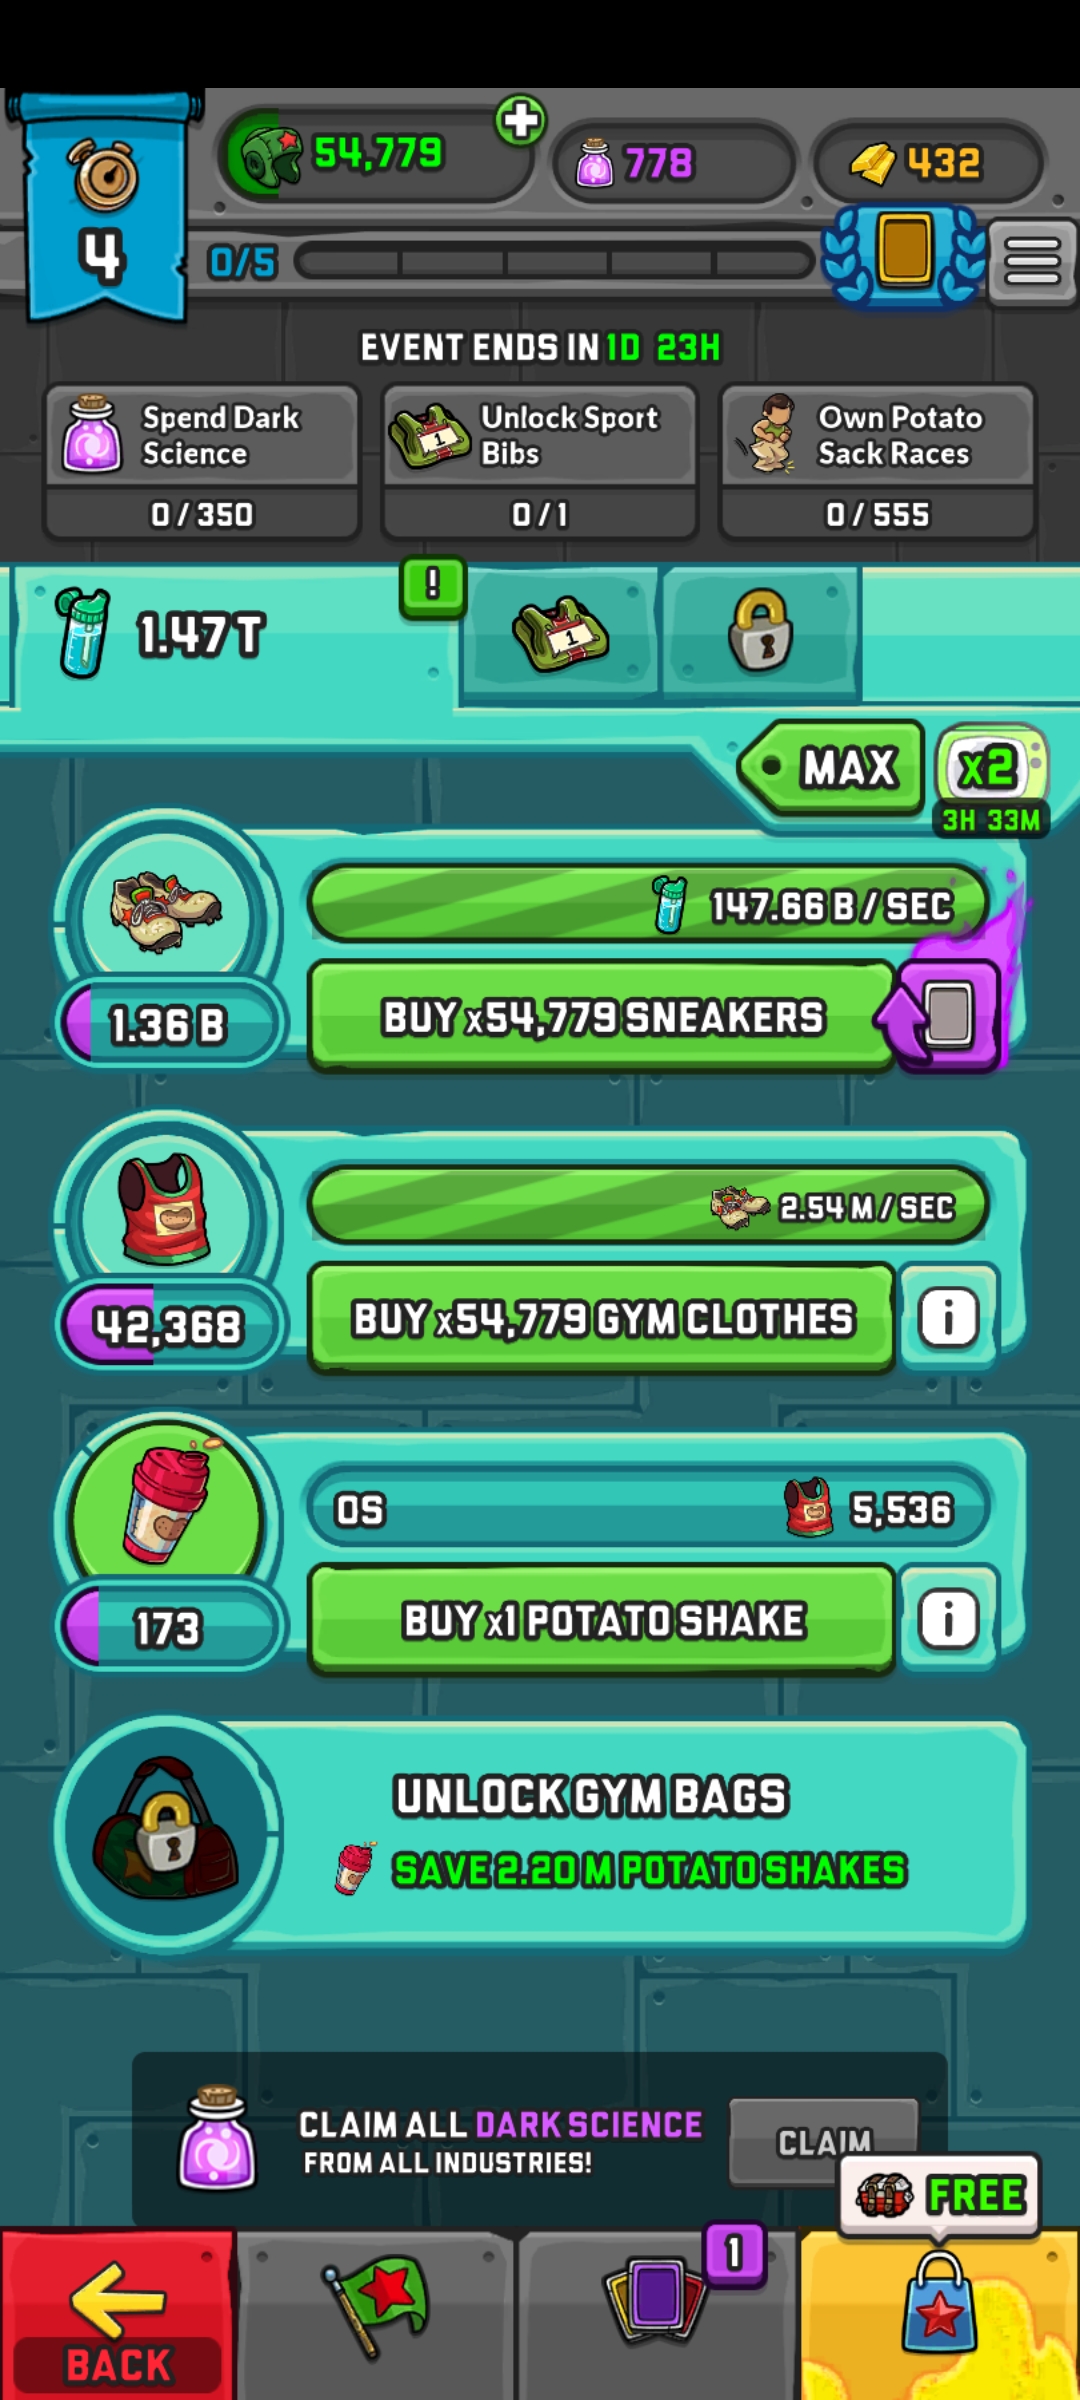 54,779
778
432
4
0/5
EVENT ENDS IN 1D 23H
Spend Dark
Science
0 / 350
Unlock Sport
Bibs
0 / 1
Own Potato
Sack Races
0 / 555
1.47 T
!
1
1
MAX
x2
3H 33M
147.66 B / SEC
1.36 B
BUY x54,779 SNEAKERS
2.54 M / SEC
42,368
BUY x54,779 GYM CLOTHES
i
0S
5,536
173
BUY x1 POTATO SHAKE
i
UNLOCK GYM BAGS
SAVE 2.20 M POTATO SHAKES
CLAIM ALL DARK SCIENCE
FROM ALL INDUSTRIES!
CLAIM
FREE
1
BACK